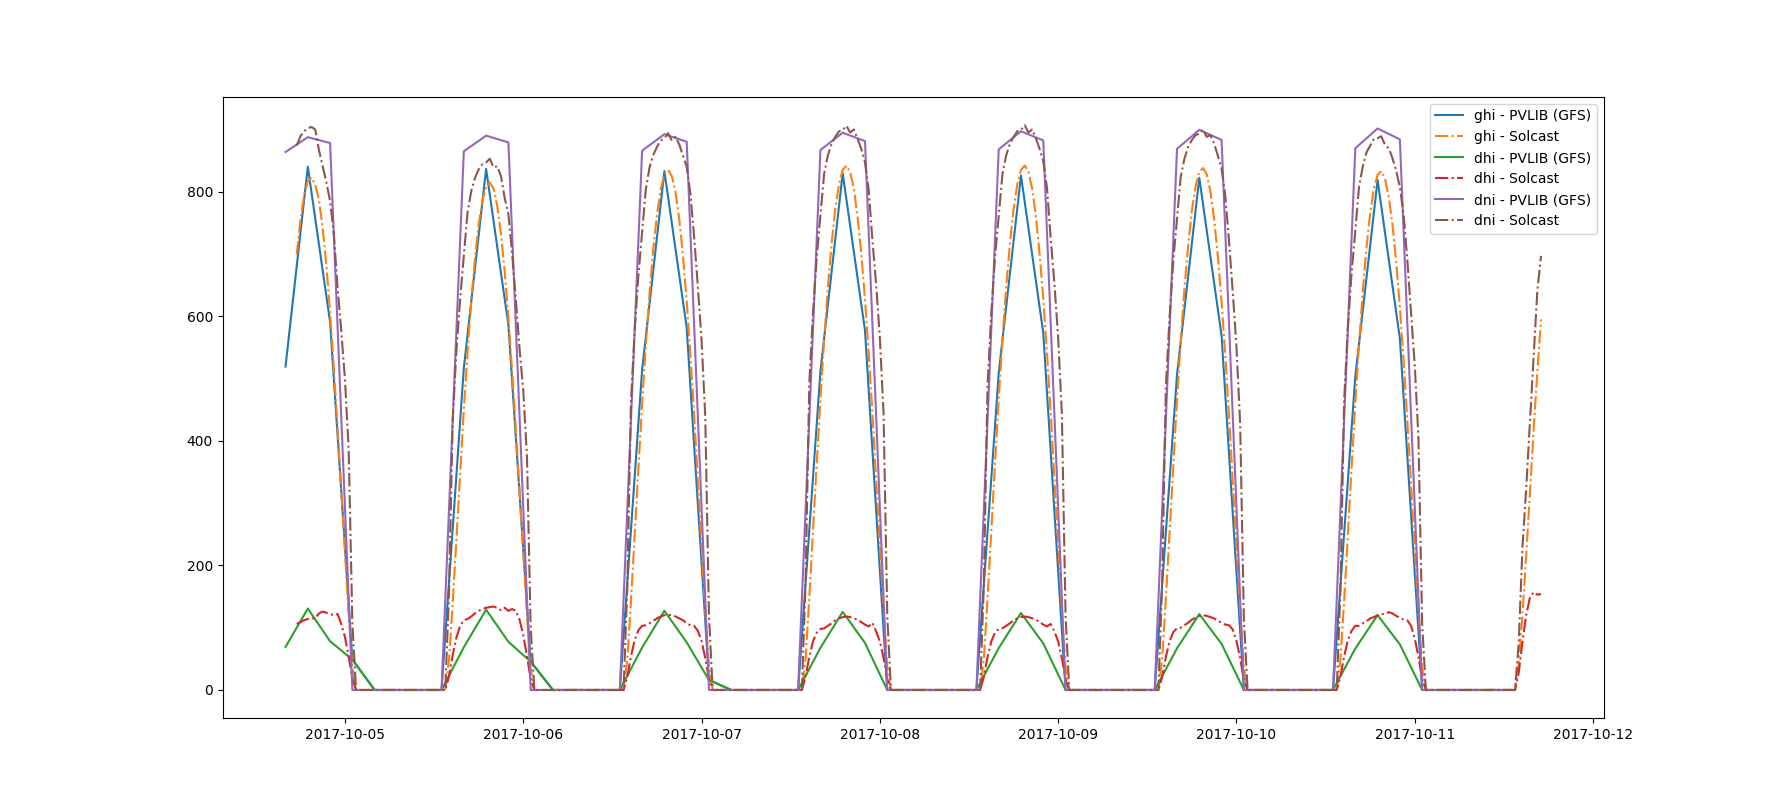 800
600
400
200
0
2017-10-05 2017-10-06 2017-10-07 2017-10-08 2017-10-09 2017-10-10 2017-10-11 2017-10-12
ghi - PVLIB (GFS)
ghi - Solcast
dhi - PVLIB (GFS)
dhi - Solcast
dni - PVLIB (GFS)
dni - Solcast